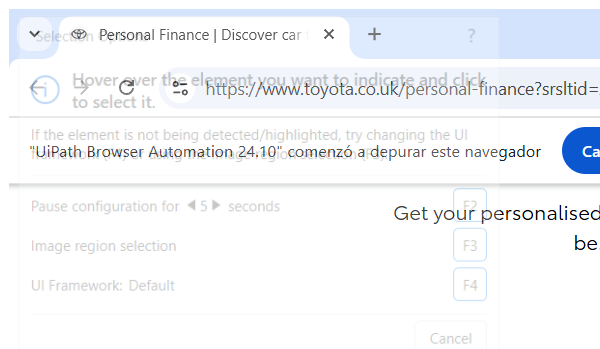 Personal Finance | Discover car f
Selection Options
?
Hover over the element you want to indicate and click
to select it.
https://www.toyota.co.uk/personal-finance?srsltid=
If the element is not being detected/highlighted, try changing the UI
"UiPath Browser Automation 24.10" comenzó a depurar este navegador
Ca
Pause configuration for 5 seconds
F2
Get your personalised
Image region selection
F3
be
UI Framework: Default
F4
Cancel